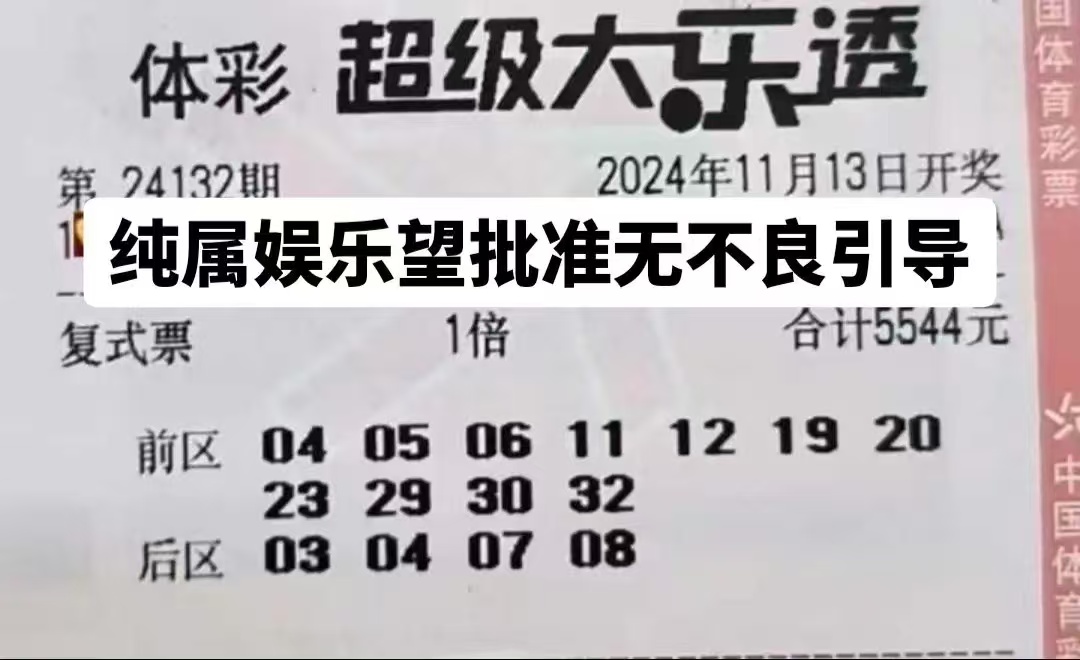 体彩 超级大乐透
第 24132期 2024年11月13日开奖
纯属娱乐望批准无不良引导
复式票 1倍 合计5544元
前区 04 05 06 11 12 19 20
23 29 30 32
后区 03 04 07 08
国体育彩票
中国体育彩